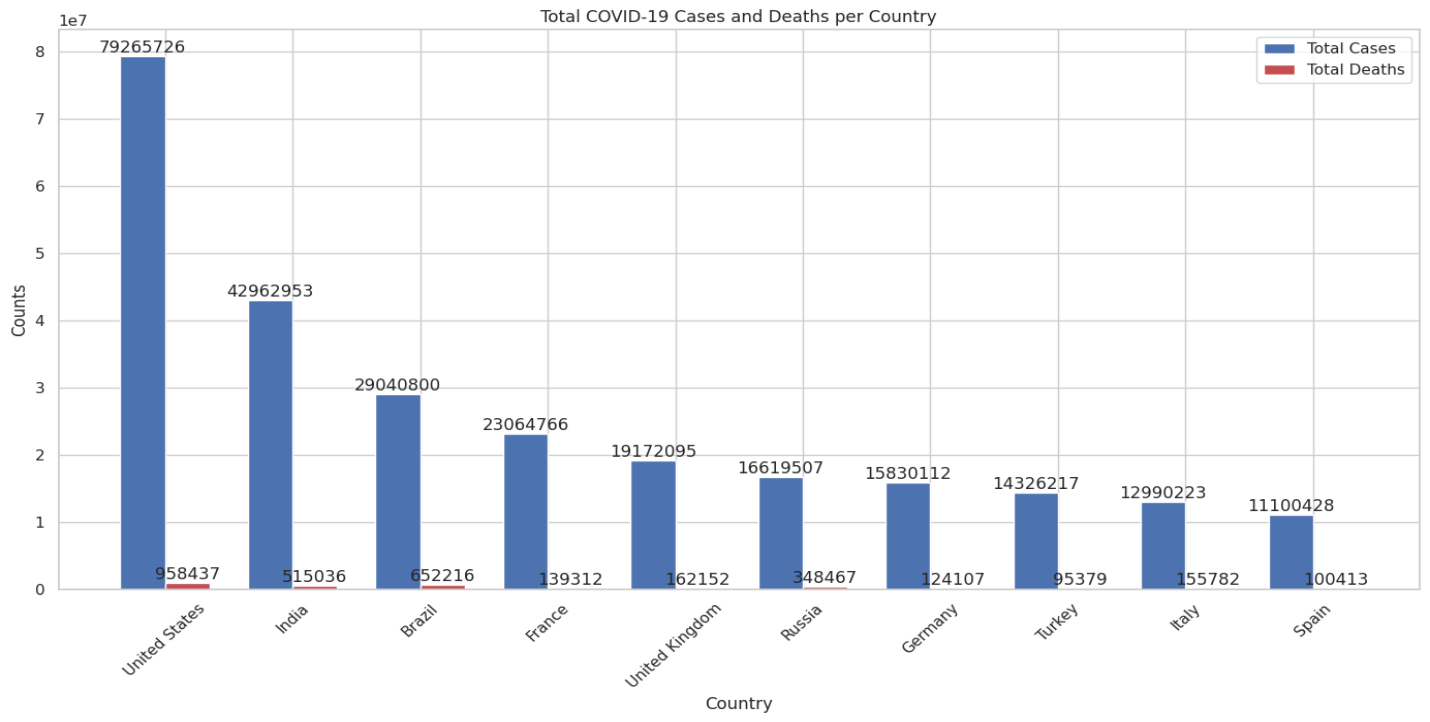 Total COVID-19 Cases and Deaths per Country
1e7
Total Cases
Total Deaths
8
7
6
5
4
3
2
1
0
Counts
79265726
42962953
29040800
23064766
19172095
16619507
15830112
14326217
12990223
11100428
958437
515036
652216
139312
162152
348467
124107
95379
155782
100413
United States
India
Brazil
France
United Kingdom
Russia
Germany
Turkey
Italy
Spain
Country